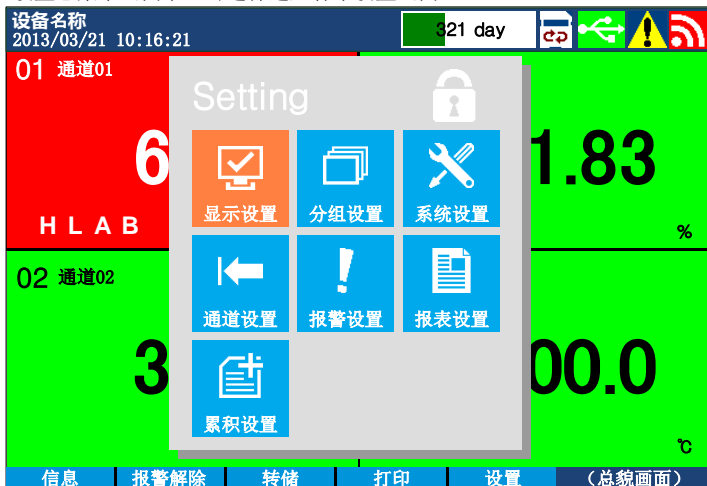 设备名称
2013/03/21 10:16:21
321 day
01 通道01
6
H L A B
1.83
%
02 通道02
3
00.0
℃
Setting
显示设置
分组设置
系统设置
通道设置
报警设置
报表设置
累积设置
信息
报警解除
转储
打印
设置
(总貌画面)